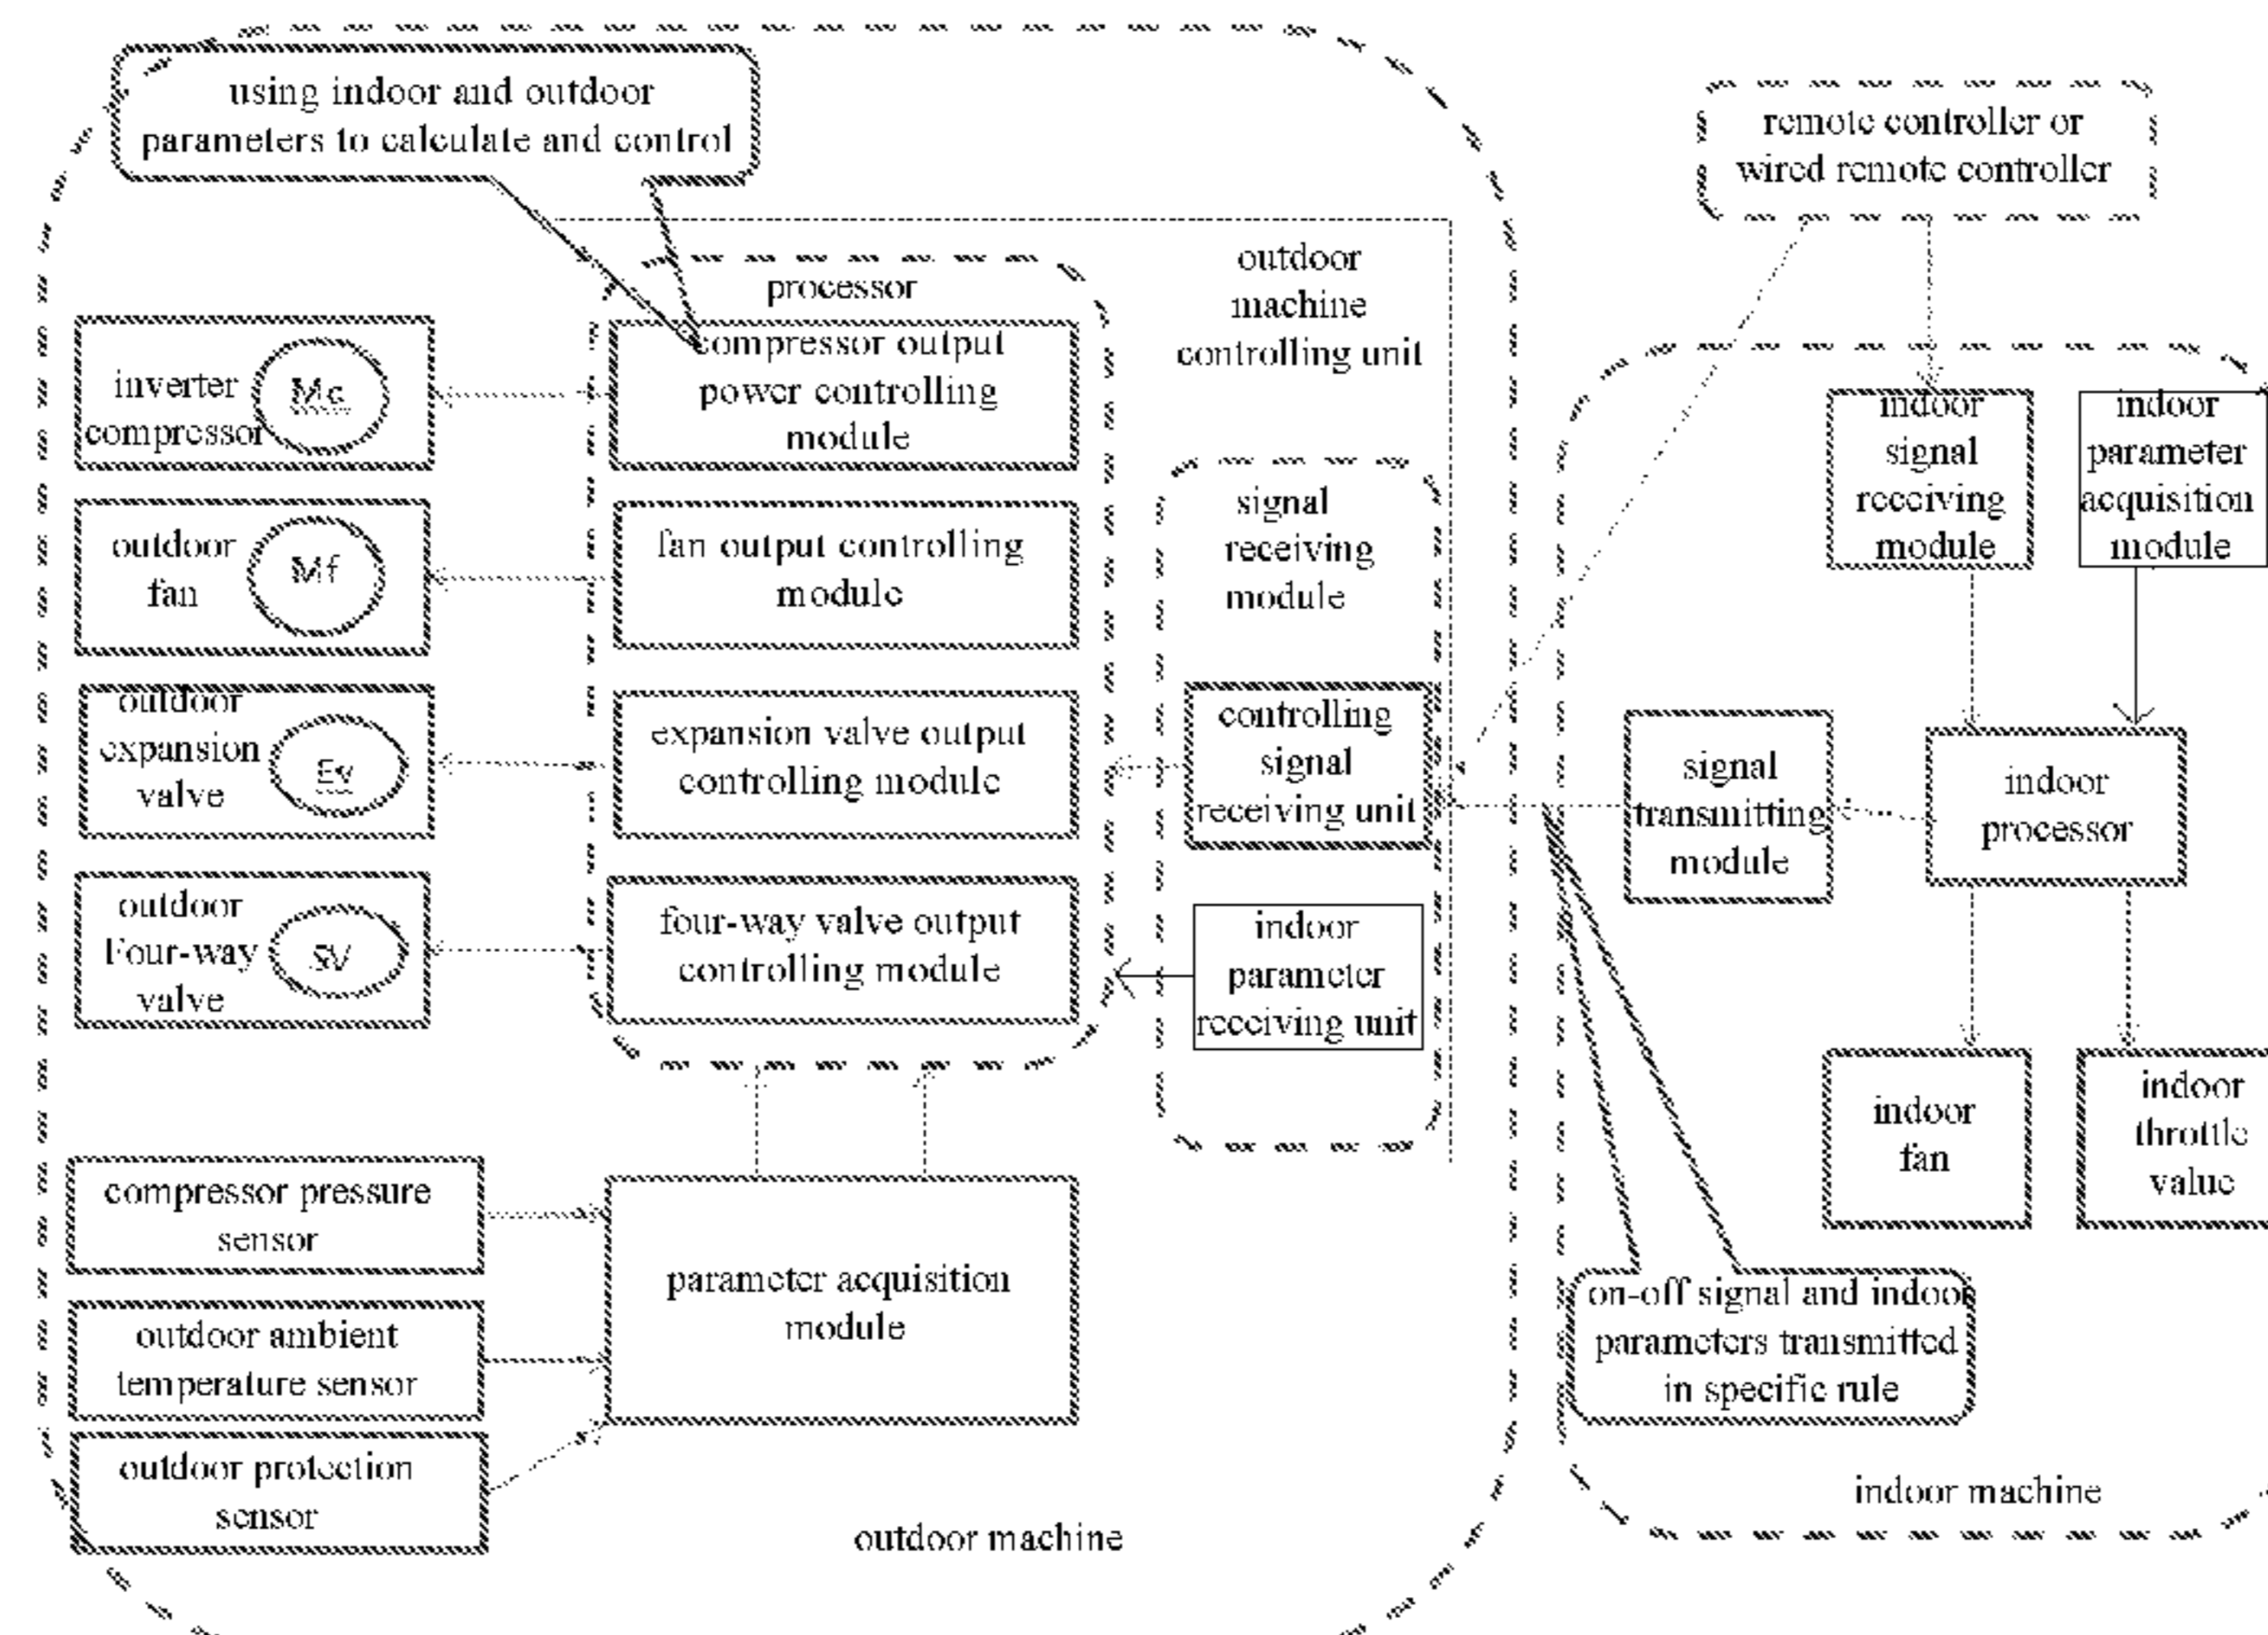 using indoor and outdoor
parameters to calculate and control
remote controller or
wired remote controller
outdoor
machine
controlling unit
processor
inverter
compressor
Mc
compressor output
power controlling
module
indoor
signal
receiving
module
indoor
parameter
acquisition
module
signal
receiving
module
outdoor
fan
Mf
fan output controlling
module
outdoor
expansion
valve
Ev
expansion valve output
controlling module
controlling
signal
receiving unit
signal
transmitting
module
indoor
processor
outdoor
Four-way
valve
SV
four-way valve output
controlling module
indoor
parameter
receiving unit
indoor
fan
indoor
throttle
value
compressor pressure
sensor
parameter acquisition
module
outdoor ambient
temperature sensor
on-off signal and indoor
parameters transmitted
in specific rule
outdoor protection
sensor
outdoor machine
indoor machine